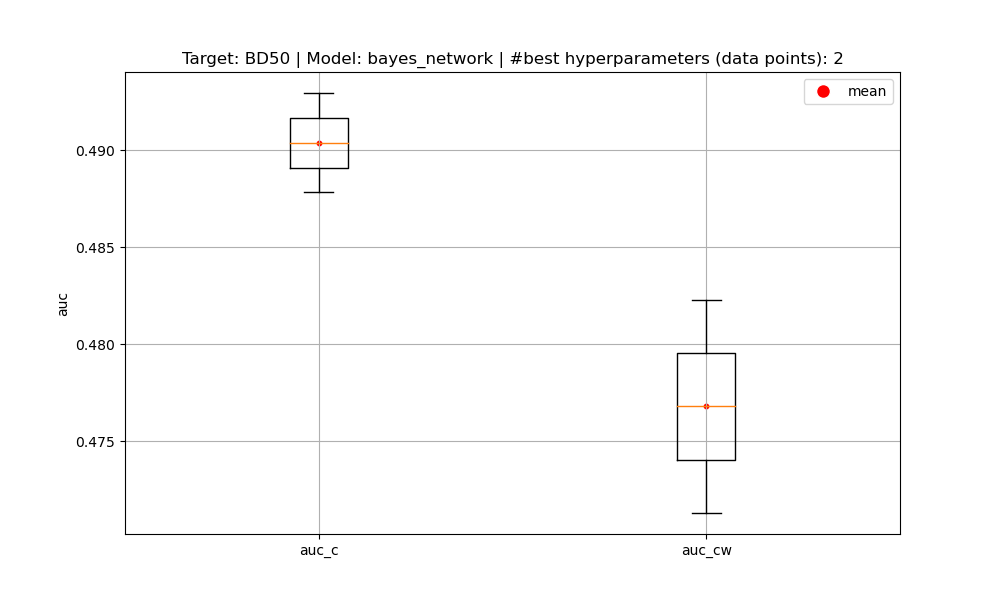 Target: BD50 | Model: bayes_network | #best hyperparameters (data points): 2
mean
0.490
0.485
0.480
0.475
auc
auc_c
auc_cw